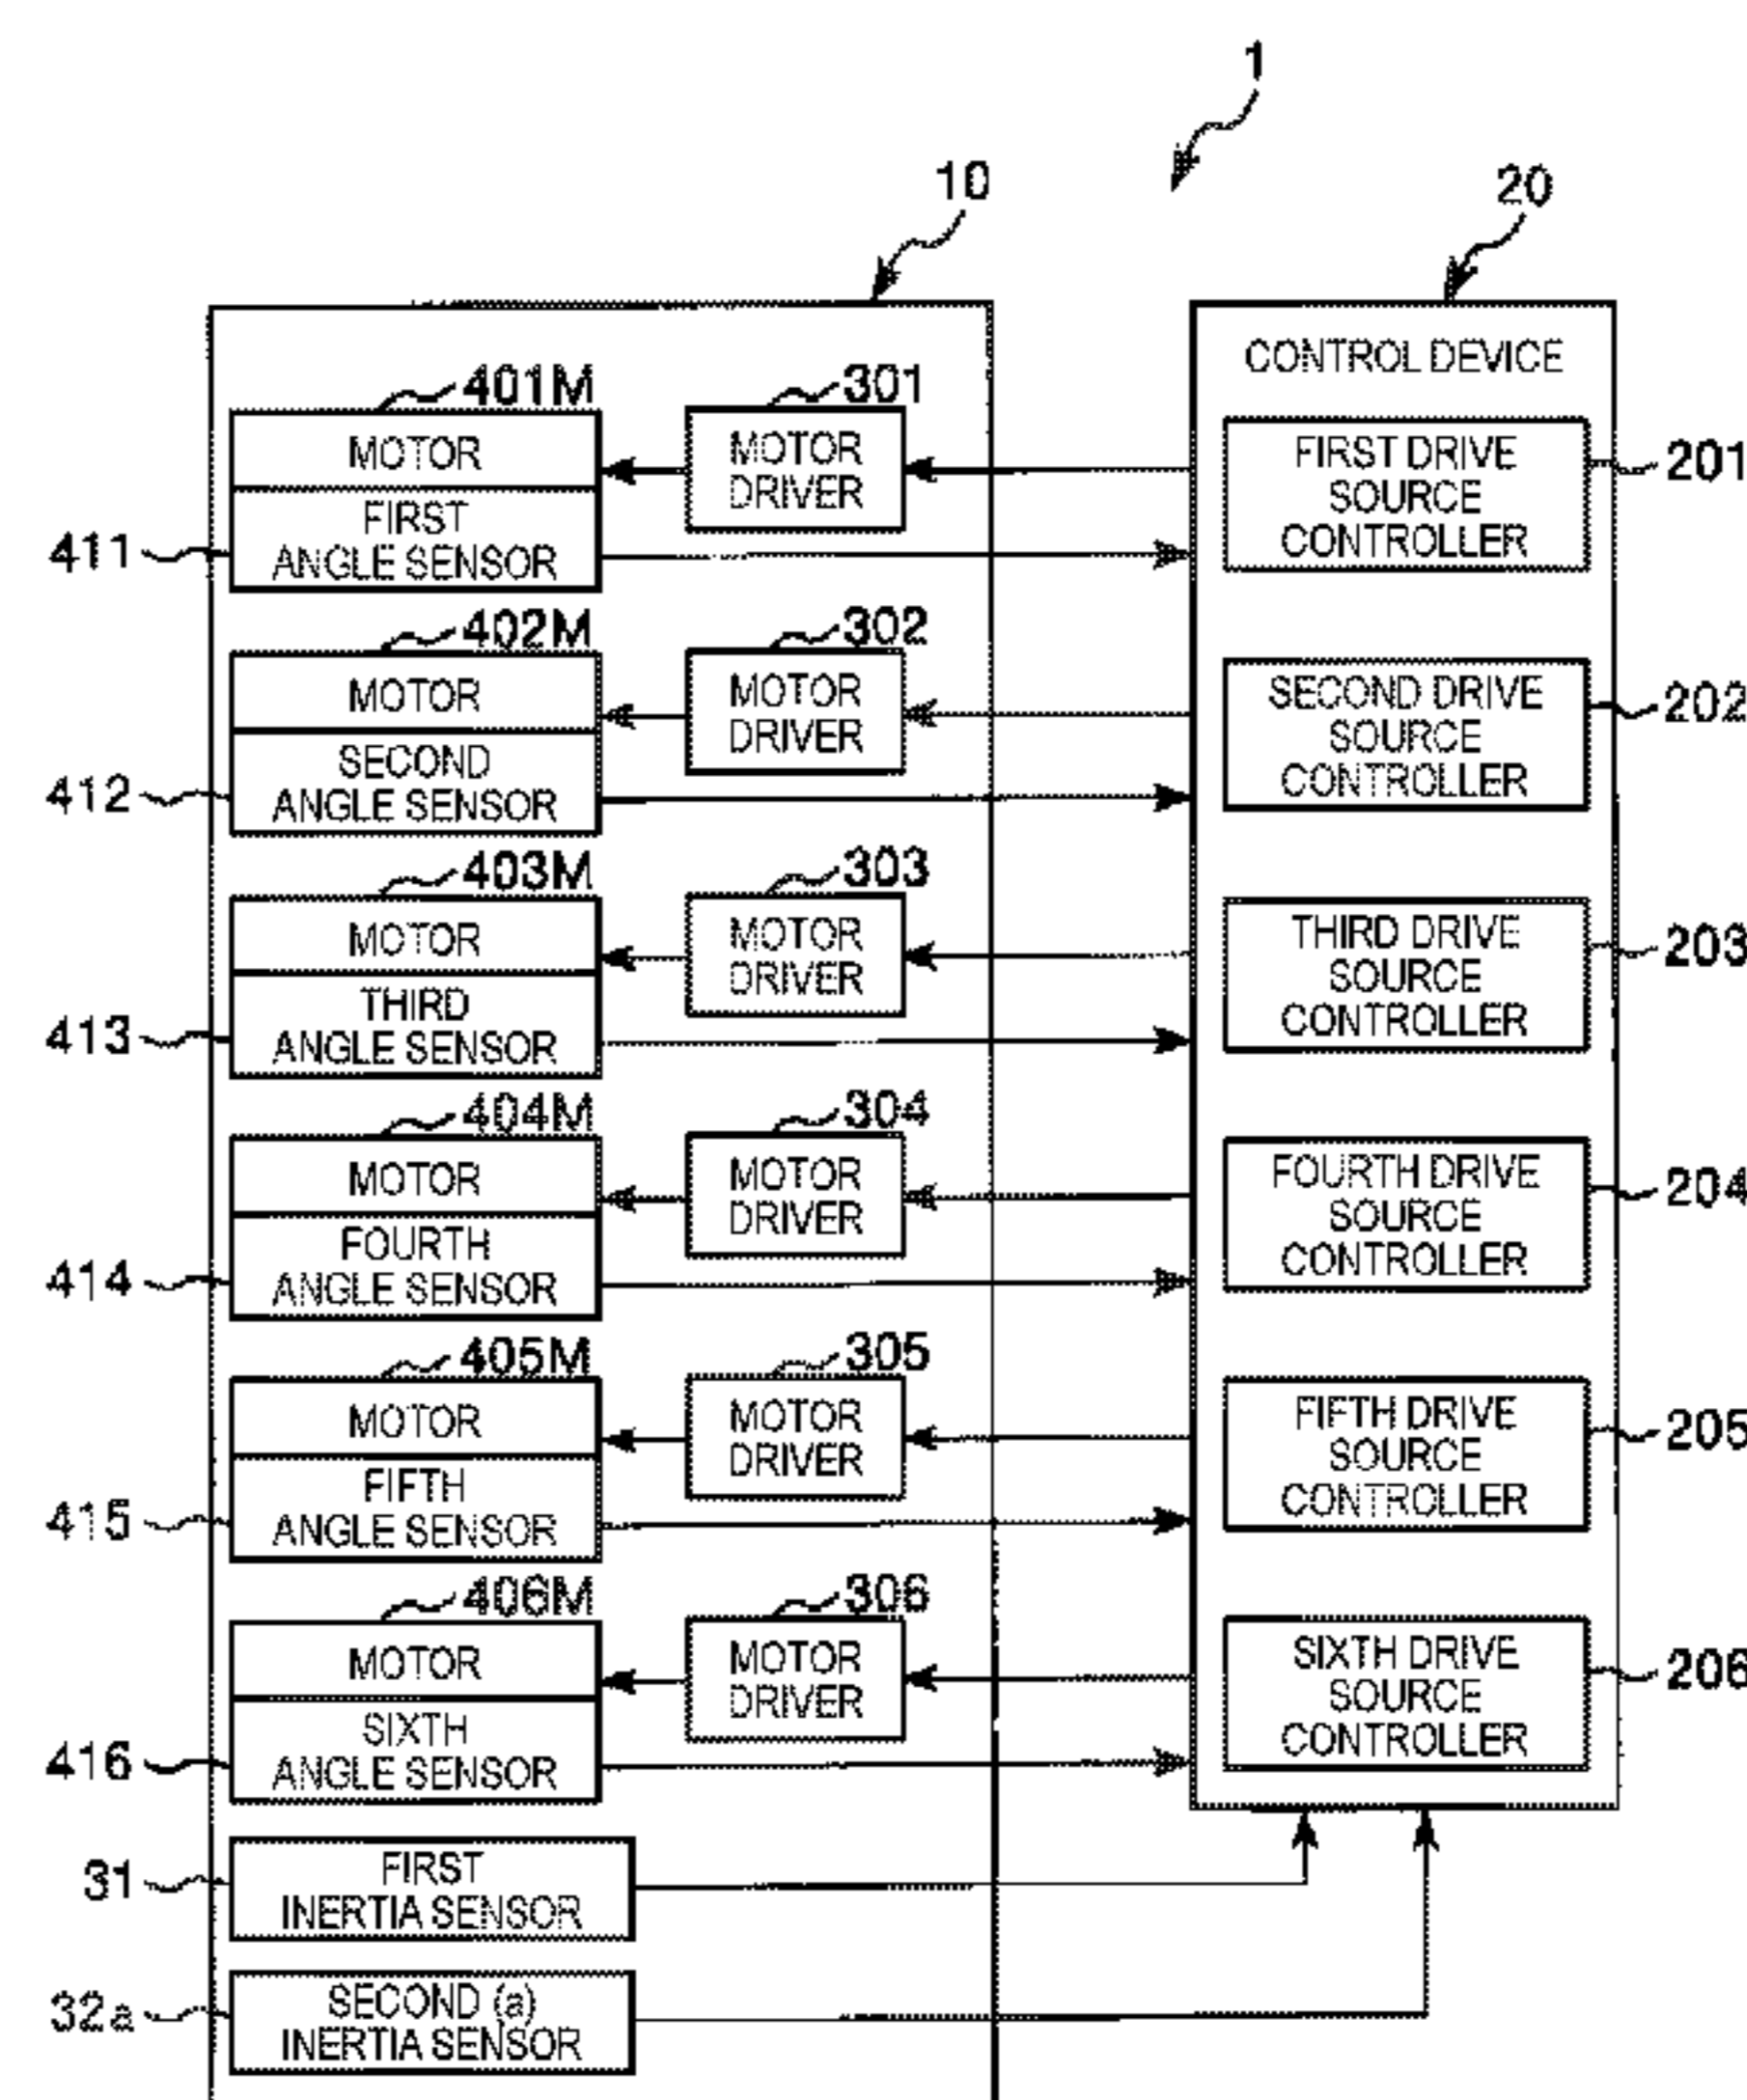 1
10
20
CONTROL DEVICE
401M
301
MOTOR
MOTOR
DRIVER
FIRST DRIVE
SOURCE
CONTROLLER
201
FIRST
ANGLE SENSOR
411
402M
302
MOTOR
MOTOR
DRIVER
SECOND DRIVE
SOURCE
CONTROLLER
202
SECOND
ANGLE SENSOR
412
403M
303
MOTOR
MOTOR
DRIVER
THIRD DRIVE
SOURCE
CONTROLLER
203
THIRD
ANGLE SENSOR
413
404M
304
MOTOR
MOTOR
DRIVER
FOURTH DRIVE
SOURCE
CONTROLLER
204
FOURTH
ANGLE SENSOR
414
405M
305
MOTOR
MOTOR
DRIVER
FIFTH DRIVE
SOURCE
CONTROLLER
205
FIFTH
ANGLE SENSOR
415
406M
306
MOTOR
MOTOR
DRIVER
SIXTH DRIVE
SOURCE
CONTROLLER
206
SIXTH
ANGLE SENSOR
416
31
FIRST
INERTIA SENSOR
32a
SECOND (a)
INERTIA SENSOR